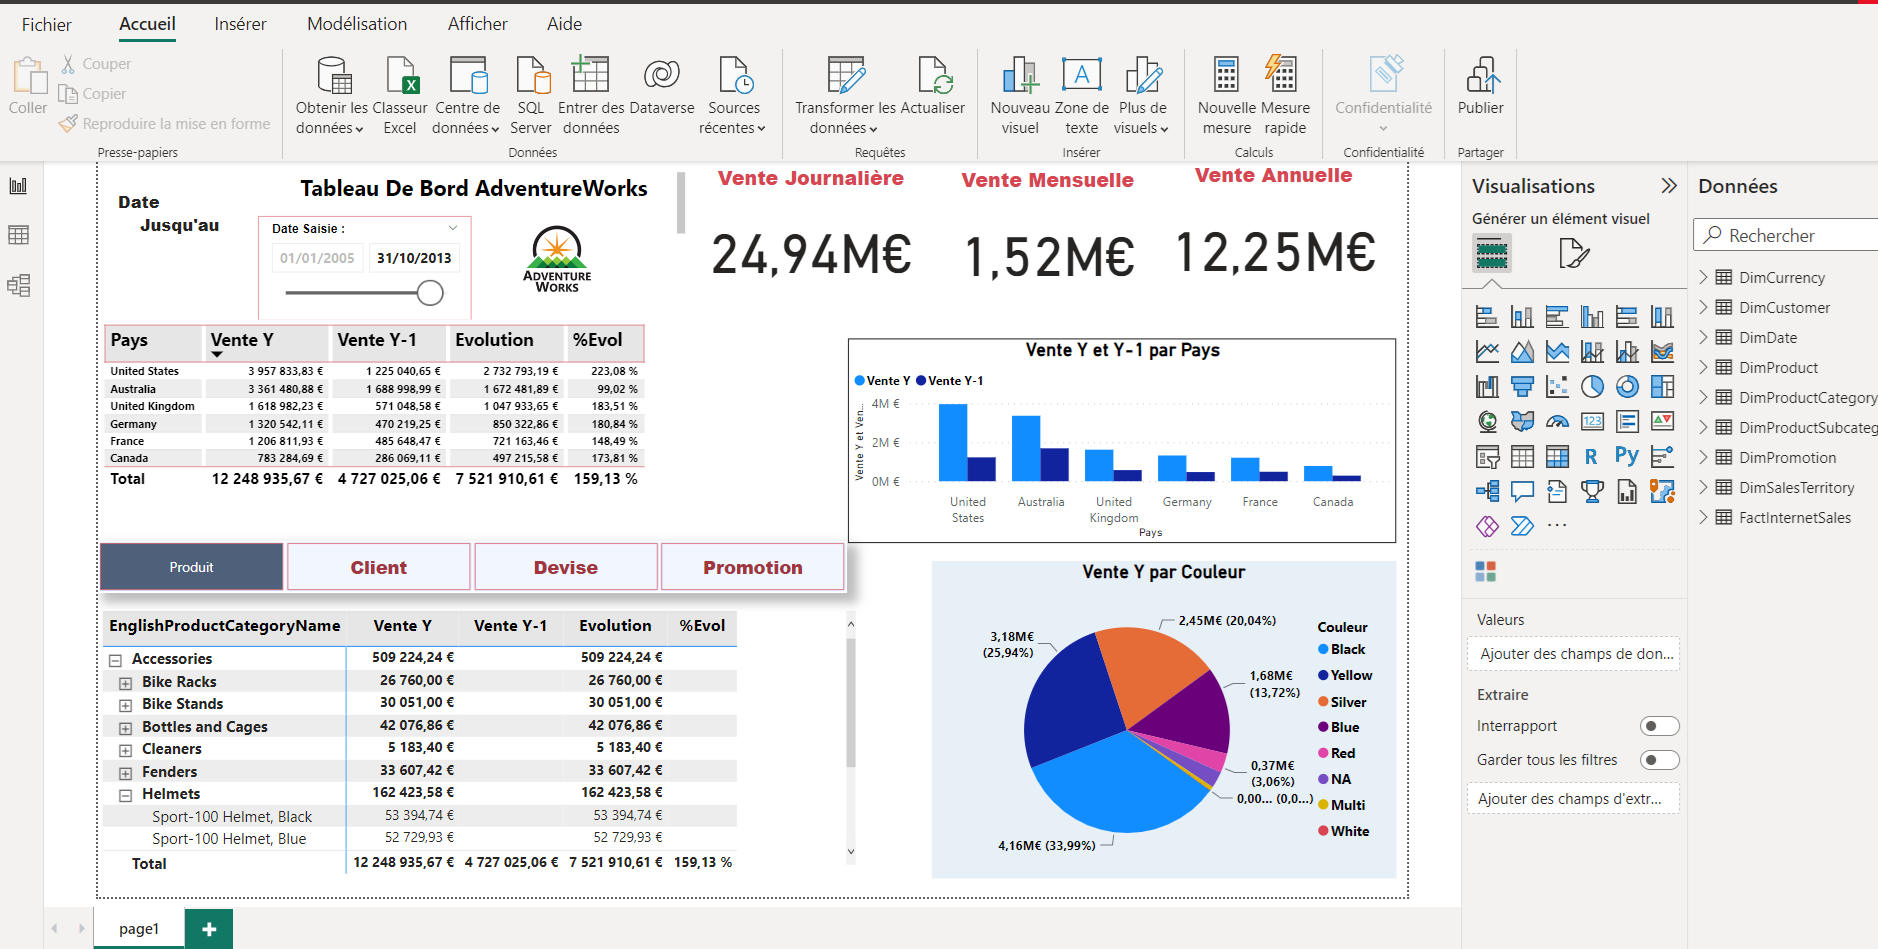 Fichier Accueil Insérer Modélisation Afficher Aide
Coller
Couper
Copier
Reproduire la mise en forme
Presse-papiers
Obtenir les données
Classeur Excel
Centre de données
SQL Server
Entrer des données
Dataverse
Sources récentes
Données
Transformer les données
Actualiser
Requêtes
Nouveau visuel
Zone de texte
Plus de visuels
Insérer
Nouvelle mesure
Mesure rapide
Calculs
Confidentialité
Confidentialité
Publier
Partager
Date
Jusqu'au
Tableau De Bord AdventureWorks
Date Saisie :
01/01/2005 31/10/2013
ADVENTURE
WORKS
Vente Journalière
24,94M€
Vente Mensuelle
1,52M€
Vente Annuelle
12,25M€
Pays Vente Y Vente Y-1 Evolution %Evol
United States 3 957 833,83 € 1 225 040,65 € 2 732 793,19 € 223,08 %
Australia 3 361 480,88 € 1 688 998,99 € 1 672 481,89 € 99,02 %
United Kingdom 1 618 982,23 € 571 048,58 € 1 047 933,65 € 183,51 %
Germany 1 320 542,11 € 470 219,25 € 850 322,86 € 180,84 %
France 1 206 811,93 € 485 648,47 € 721 163,46 € 148,49 %
Canada 783 284,69 € 286 069,11 € 497 215,58 € 173,81 %
Total 12 248 935,67 € 4 727 025,06 € 7 521 910,61 € 159,13 %
Vente Y et Y-1 par Pays
Vente Y Vente Y-1
Vente Y et Ven...
4M €
2M €
0M €
United States
Australia
United Kingdom
Germany
France
Canada
Pays
Produit Client Devise Promotion
EnglishProductCategoryName Vente Y Vente Y-1 Evolution %Evol
Accessories 509 224,24 € 509 224,24 €
Bike Racks 26 760,00 € 26 760,00 €
Bike Stands 30 051,00 € 30 051,00 €
Bottles and Cages 42 076,86 € 42 076,86 €
Cleaners 5 183,40 € 5 183,40 €
Fenders 33 607,42 € 33 607,42 €
Helmets 162 423,58 € 162 423,58 €
Sport-100 Helmet, Black 53 394,74 € 53 394,74 €
Sport-100 Helmet, Blue 52 729,93 € 52 729,93 €
Total 12 248 935,67 € 4 727 025,06 € 7 521 910,61 € 159,13 %
Vente Y par Couleur
2,45M€ (20,04%)
3,18M€
(25,94%)
1,68M€
(13,72%)
0,37M€
(3,06%)
0,00... (0,0...)
4,16M€ (33,99%)
Couleur
Black
Yellow
Silver
Blue
Red
NA
Multi
White
page1
+
Visualisations
Générer un élément visuel
123
R
Py
...
Valeurs
Ajouter des champs de don...
Extraire
Interrapport
Garder tous les filtres
Ajouter des champs d'extr...
Données
Rechercher
DimCurrency
DimCustomer
DimDate
DimProduct
DimProductCategory
DimProductSubcateg
DimPromotion
DimSalesTerritory
FactInternetSales